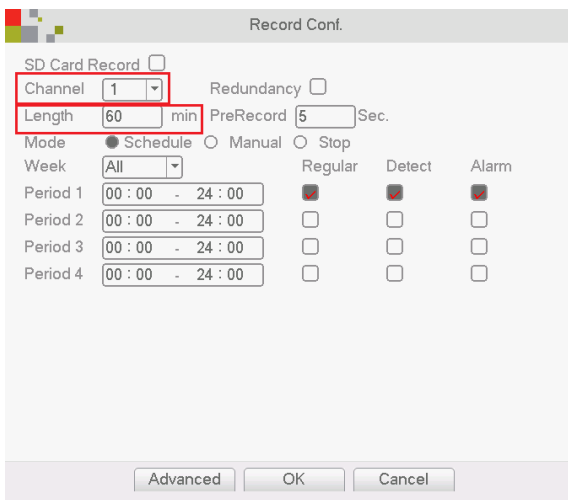 Record Conf.
SD Card Record
Channel 1 Redundancy
Length 60 min PreRecord 5 Sec.
Mode Schedule Manual Stop
Week All Regular Detect Alarm
Period 1 00 : 00 - 24 : 00
Period 2 00 : 00 - 24 : 00
Period 3 00 : 00 - 24 : 00
Period 4 00 : 00 - 24 : 00
Advanced OK Cancel